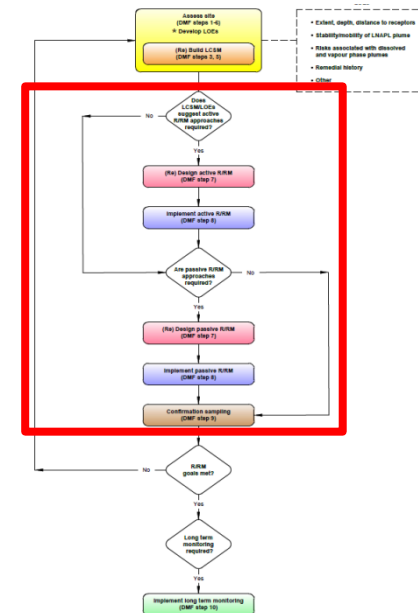 Assess site
(DMF steps 1-6)
* Develop LOEs
(Re) Build LCSM
(DMF steps 3, 5)
• Extent, depth, distance to receptors
• Stability/mobility of LNAPL plume
• Risks associated with dissolved
and vapour phase plumes
• Remedial history
• Other
Does
LCSM/LOEs
suggest active
R/RM approaches
required?
No
Yes
(Re) Design active R/RM
(DMF step 7)
Implement active R/RM
(DMF step 8)
Are passive R/RM
approaches
required?
No
Yes
(Re) Design passive R/RM
(DMF step 7)
Implement passive R/RM
(DMF step 8)
Confirmation sampling
(DMF step 9)
R/RM
goals met?
No
Yes
Long term
monitoring
required?
Yes
Implement long term monitoring
(DMF step 10)